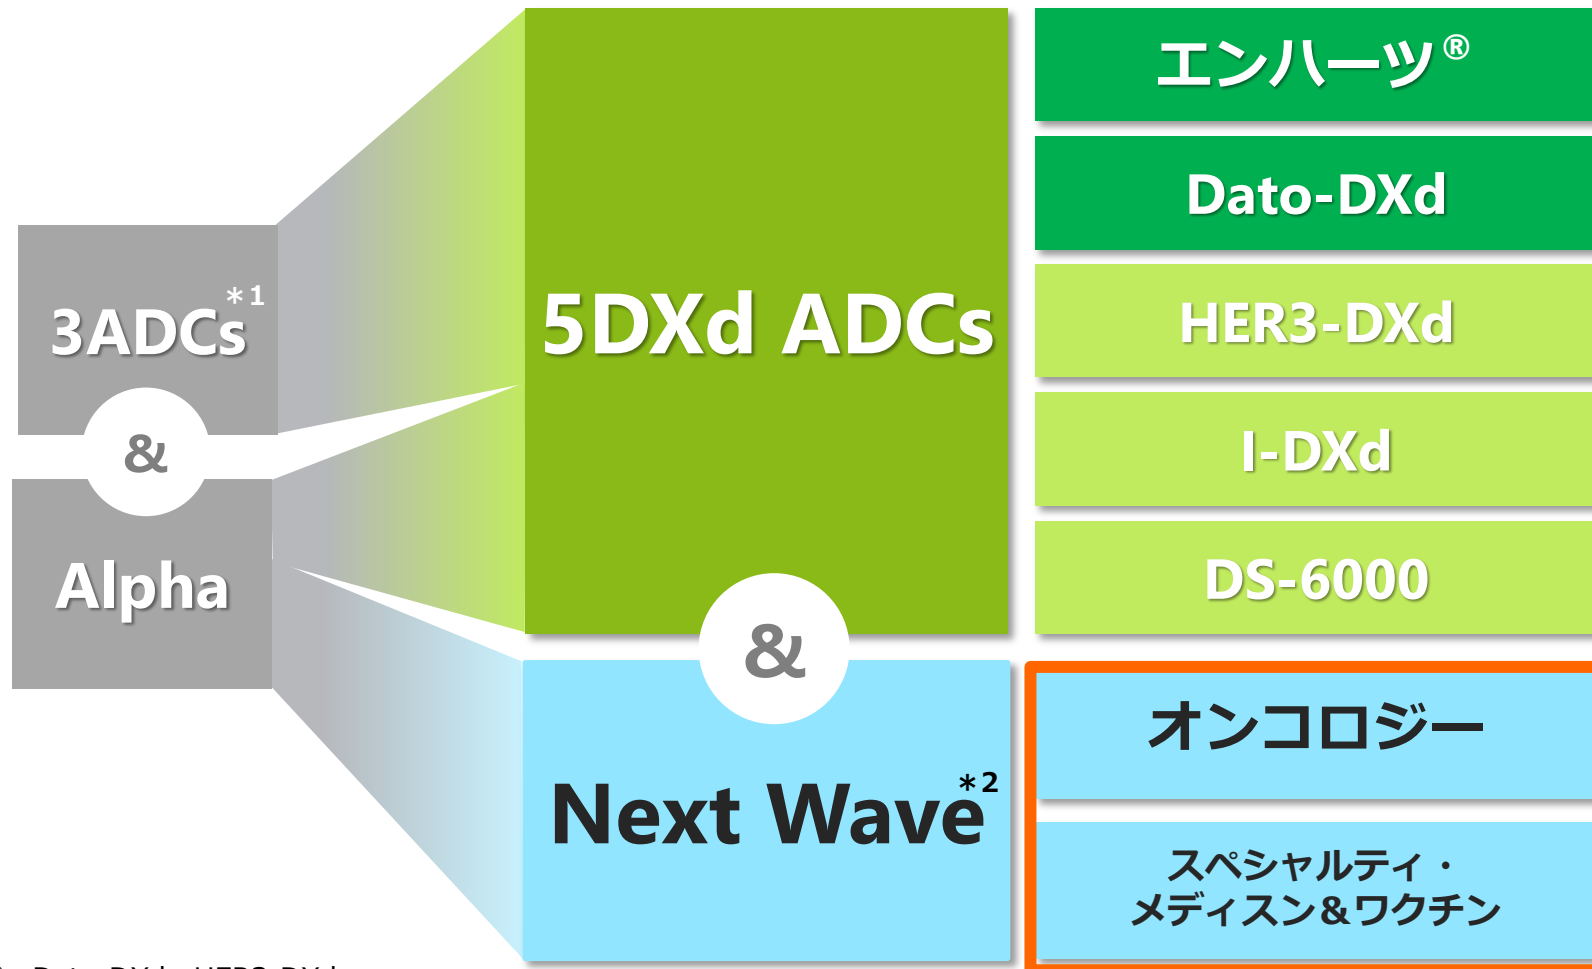 3ADCs＊1
&
Alpha
5DXd ADCs
&
Next Wave＊2
エンハーツ®
Dato-DXd
HER3-DXd
I-DXd
DS-6000
オンコロジー
スペシャルティ・
メディスン＆ワクチン